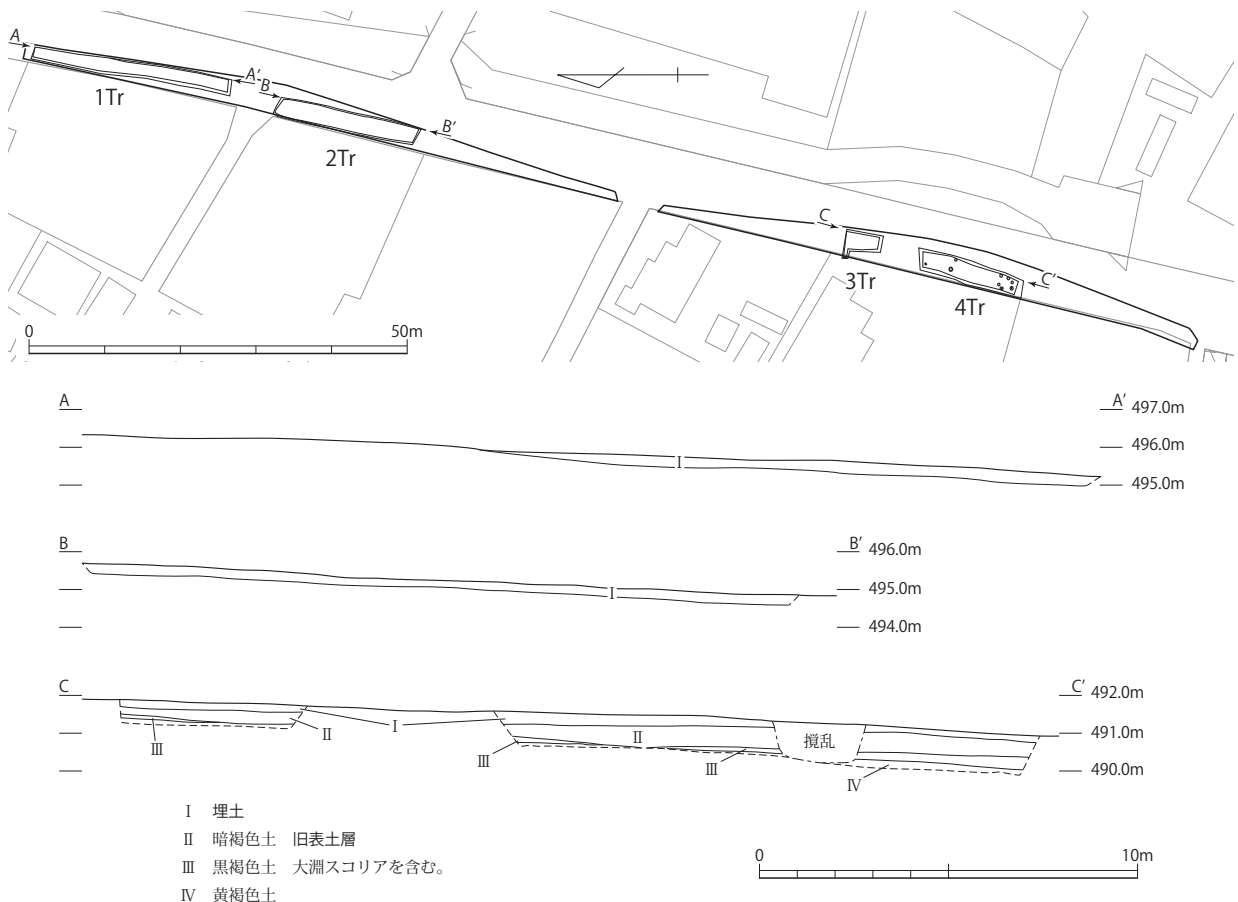 A
A'
B
B'
1Tr
2Tr
C
C'
3Tr
4Tr
0 50m
A A' 497.0m
496.0m
Ⅰ
495.0m
B B' 496.0m
495.0m
Ⅰ
494.0m
C C' 492.0m
Ⅰ
491.0m
Ⅱ Ⅱ 撹乱
Ⅲ Ⅲ Ⅲ 490.0m
Ⅳ
Ⅰ 埋土
Ⅱ 暗褐色土 旧表土層
Ⅲ 黒褐色土 大淵スコリアを含む。
Ⅳ 黄褐色土
0 10m